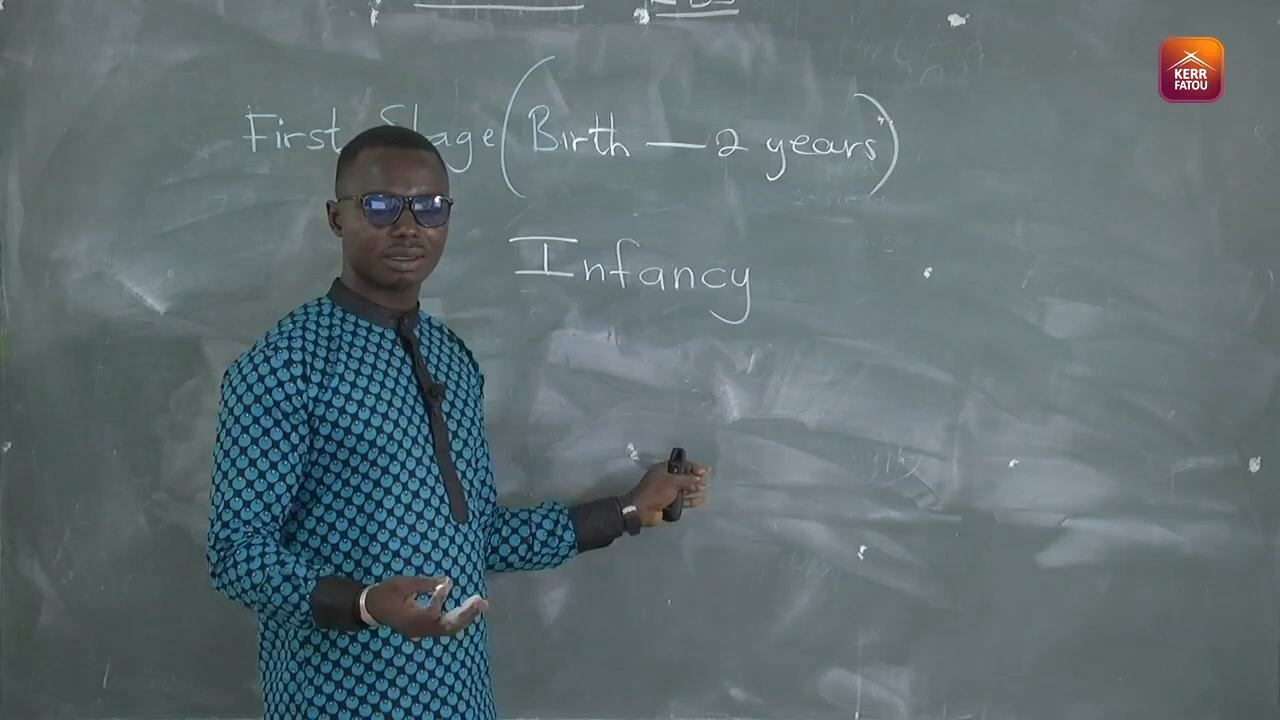 First Stage (Birth — 2 years)
Infancy
KERR
FATOU